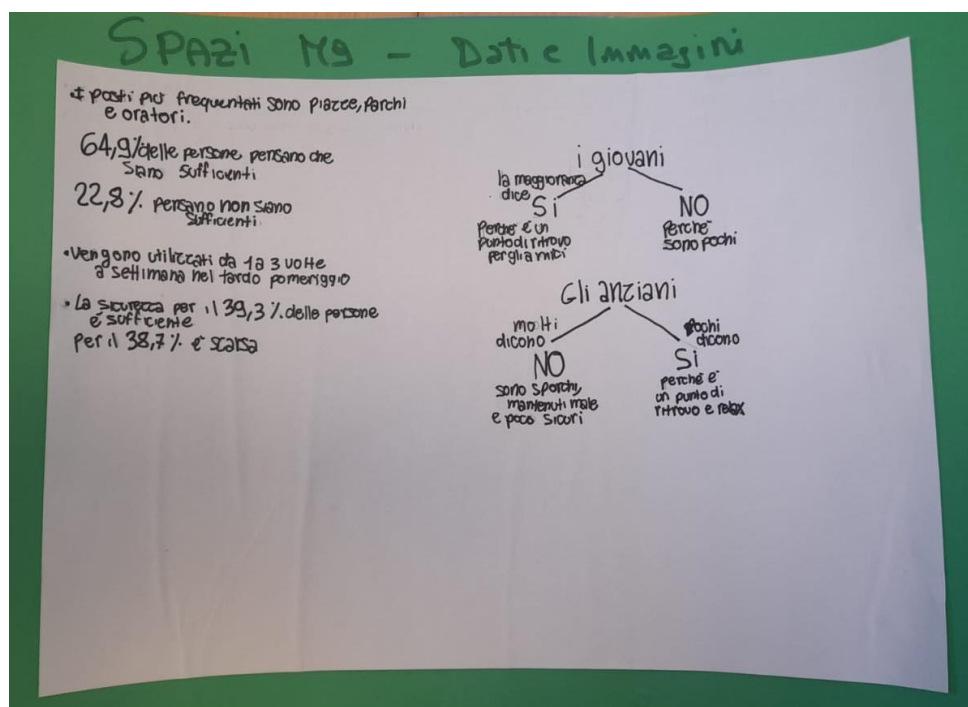 SPAZI M9 - Dati e Immagini
• I posti più frequentati sono piazze, parchi
e oratori.
64,9% delle persone pensano che
siano sufficienti
22,8% pensano non siano
sufficienti
• Vengono utilizzati da 1 a 3 volte
a settimana nel tardo pomeriggio
• La sicurezza per il 39,3% delle persone
è sufficiente
Per il 38,7% è scarsa
i giovani
la maggioranza
dice
Si
Perché è un
punto di ritrovo
per gli amici
NO
Perché
sono pochi
Gli anziani
molti
dicono
NO
sono sporchi,
mantenuti male
e poco sicuri
Pochi
dicono
Si
perché è
un punto di
ritrovo e relax